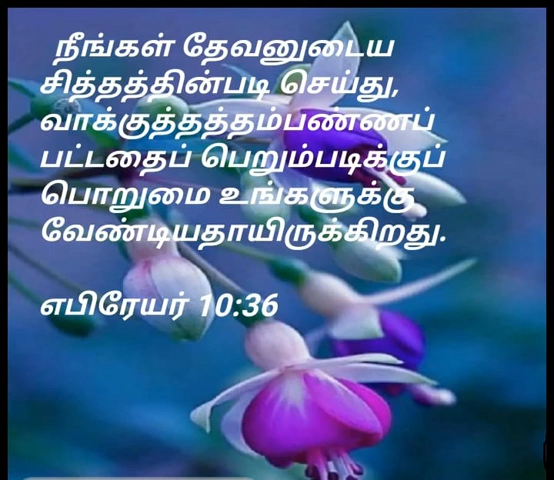 நீங்கள் தேவனுடைய
சித்தத்தின்படி செய்து,
வாக்குத்தத்தம்பண்ணப்
பட்டதைப் பெறும்படிக்குப்
பொறுமை உங்களுக்கு
வேண்டியதாயிருக்கிறது.
எபிரேயர் 10:36